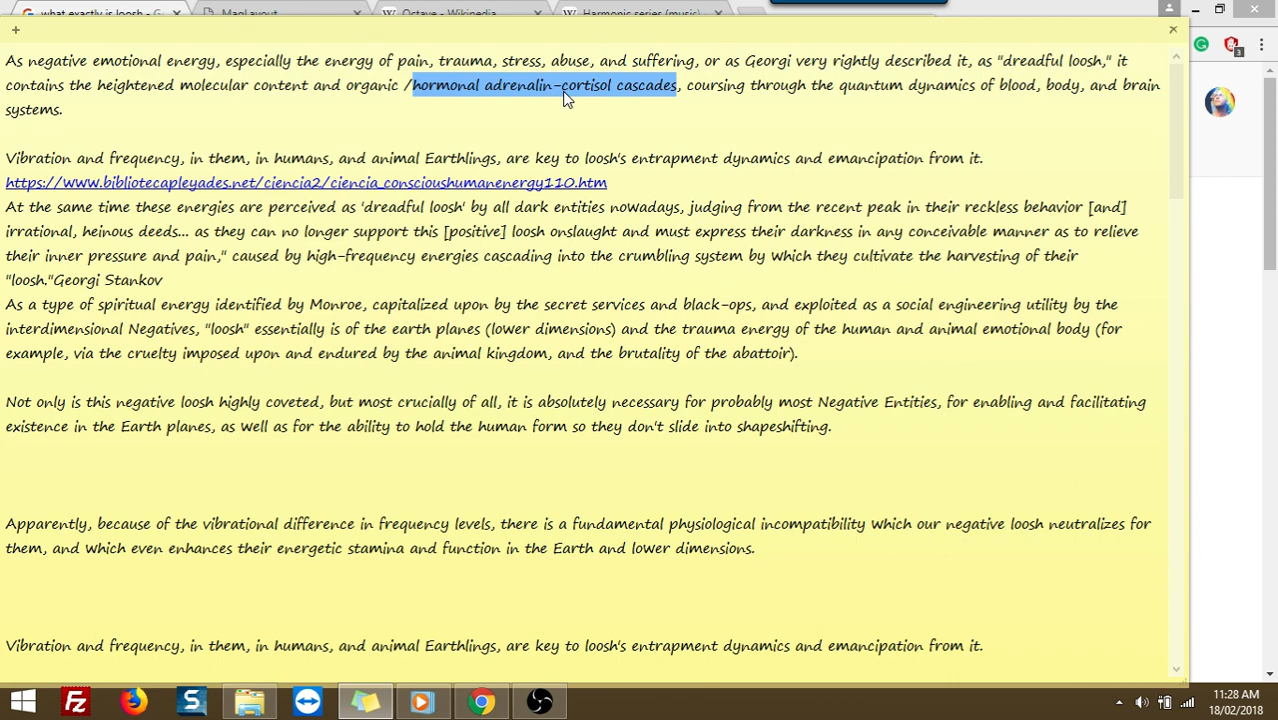 what exactly is loosh - G
MagLayout
Octave - Wikipedia
Harmonic series (music)
As negative emotional energy, especially the energy of pain, trauma, stress, abuse, and suffering, or as Georgi very rightly described it, as "dreadful loosh," it
contains the heightened molecular content and organic /hormonal adrenalin-cortisol cascades, coursing through the quantum dynamics of blood, body, and brain
systems.
Vibration and frequency, in them, in humans, and animal Earthlings, are key to loosh's entrapment dynamics and emancipation from it.
https://www.bibliotecapleyades.net/ciencia2/ciencia_conscioushumanenergy110.htm
At the same time these energies are perceived as 'dreadful loosh' by all dark entities nowadays, judging from the recent peak in their reckless behavior [and]
irrational, heinous deeds... as they can no longer support this [positive] loosh onslaught and must express their darkness in any conceivable manner as to relieve
their inner pressure and pain," caused by high-frequency energies cascading into the crumbling system by which they cultivate the harvesting of their
"loosh."Georgi Stankov
As a type of spiritual energy identified by Monroe, capitalized upon by the secret services and black-ops, and exploited as a social engineering utility by the
interdimensional Negatives, "loosh" essentially is of the earth planes (lower dimensions) and the trauma energy of the human and animal emotional body (for
example, via the cruelty imposed upon and endured by the animal kingdom, and the brutality of the abattoir).
Not only is this negative loosh highly coveted, but most crucially of all, it is absolutely necessary for probably most Negative Entities, for enabling and facilitating
existence in the Earth planes, as well as for the ability to hold the human form so they don't slide into shapeshifting.
Apparently, because of the vibrational difference in frequency levels, there is a fundamental physiological incompatibility which our negative loosh neutralizes for
them, and which even enhances their energetic stamina and function in the Earth and lower dimensions.
Vibration and frequency, in them, in humans, and animal Earthlings, are key to loosh's entrapment dynamics and emancipation from it.
11:28 AM
18/02/2018